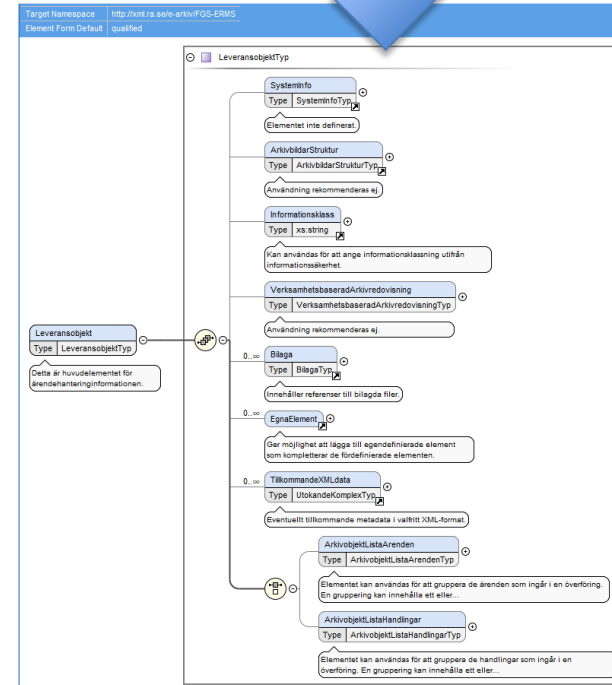 Target Namespace http://xml.ra.se/e-arkiv/FGS-ERMS
Element Form Default qualified
LeveransobjektTyp
SystemInfo
Type SystemInfoTyp
Elementet inte definerat.
ArkivbildarStruktur
Type ArkivbildarStrukturTyp
Användning rekommenderas ej.
Informationsklass
Type xs:string
Kan användas för att ange informationsklassning utifrån
informationssäkerhet.
VerksamhetsbaseradArkivredovisning
Type VerksamhetsbaseradArkivredovisningTyp
Användning rekommenderas ej.
Leveransobjekt
Type LeveransobjektTyp
Detta är huvudelementet för
ärendehanteringinformationen.
0..∞ Bilaga
Type BilagaTyp
Innehåller referenser till bilagda filer.
0..∞ EgnaElement
Ger möjlighet att lägga till egendefinierade element
som kompletterar de fördefinierade elementen.
0..∞ TillkommandeXMLdata
Type UtokandeKomplexTyp
Eventuellt tillkommande metadata i valfritt XML-format.
ArkivobjektListaArenden
Type ArkivobjektListaArendenTyp
Elementet kan användas för att gruppera de ärenden som ingår i en överföring.
En gruppering kan innehålla ett eller...
ArkivobjektListaHandlingar
Type ArkivobjektListaHandlingarTyp
Elementet kan användas för att gruppera de handlingar som ingår i en
överföring. En gruppering kan innehålla ett eller...